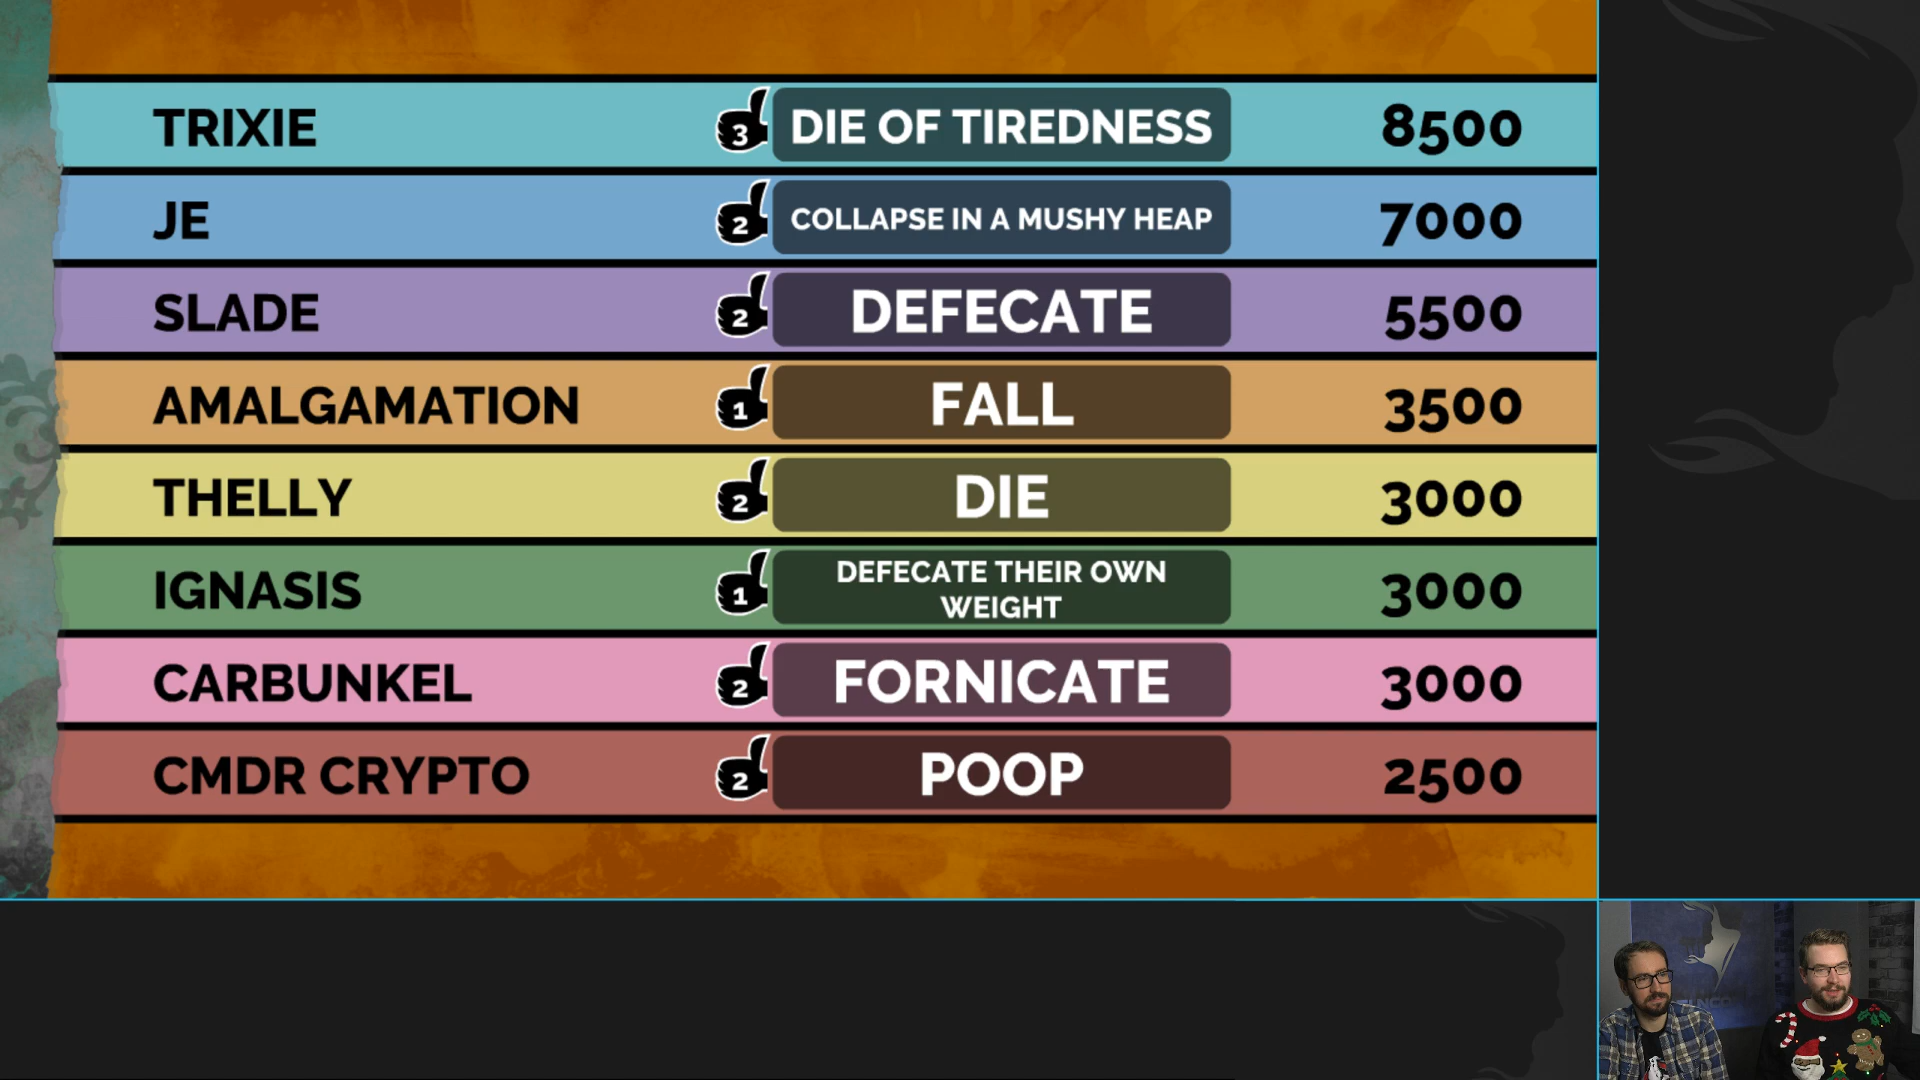 TRIXIE 3 DIE OF TIREDNESS 8500
JE 2 COLLAPSE IN A MUSHY HEAP 7000
SLADE 2 DEFECATE 5500
AMALGAMATION 1 FALL 3500
THELLY 2 DIE 3000
IGNASIS 1 DEFECATE THEIR OWN
WEIGHT 3000
CARBUNKEL 2 FORNICATE 3000
CMDR CRYPTO 2 POOP 2500